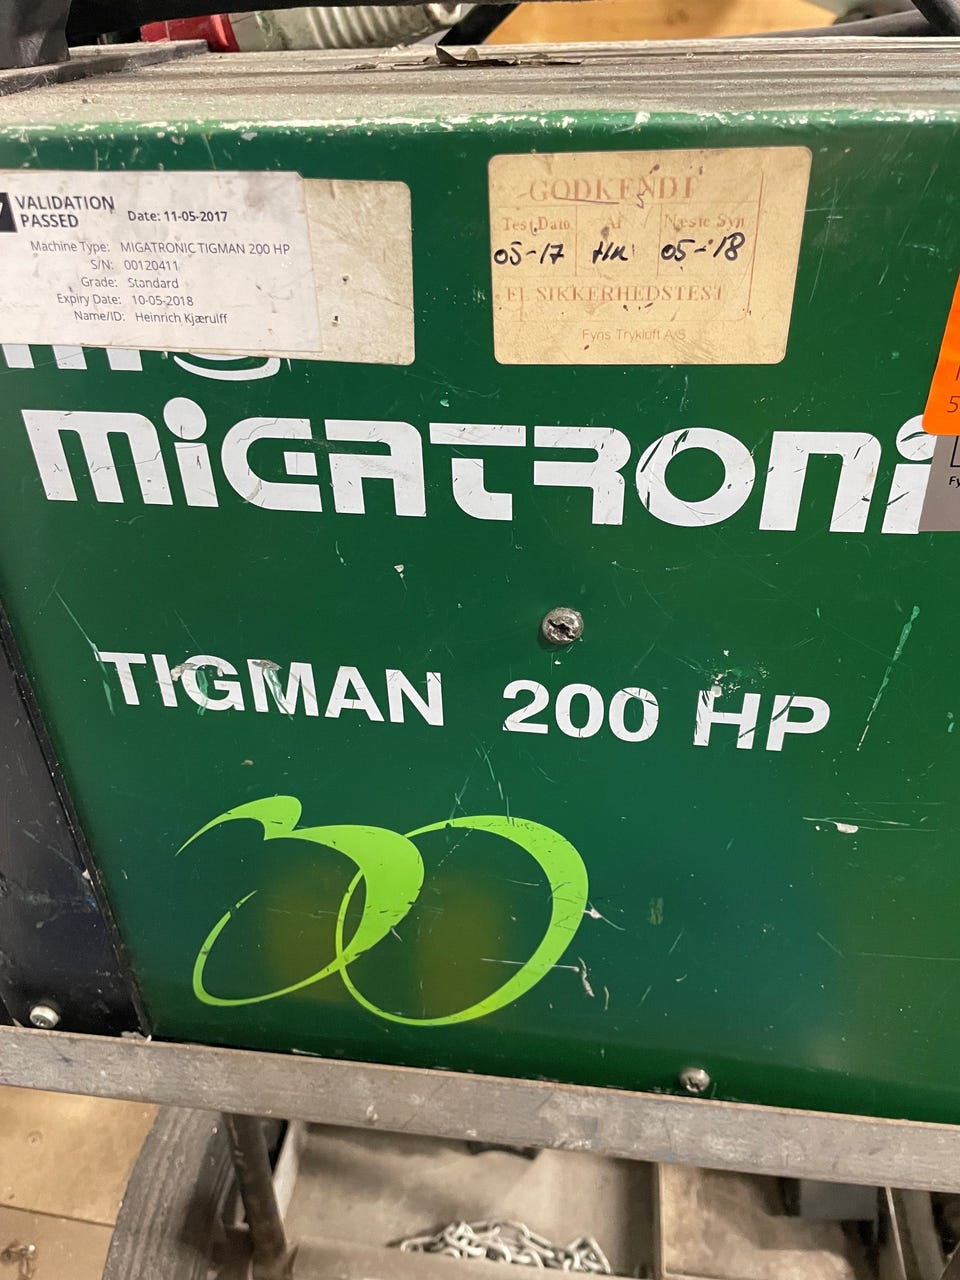 VALIDATION
PASSED
Date: 11-05-2017
Machine Type: MIGATRONIC TIGMAN 200 HP
S/N: 00120411
Grade: Standard
Expiry Date: 10-05-2018
Name/ID: Heinrich Kjærulff
GODKENDT
Test Dato Af Næste Syn
05-17 HK 05-18
EL SIKKERHEDSTEST
Fyns Trykluft A/S
MIGATRONI
TIGMAN 200 HP
30
5
Fy